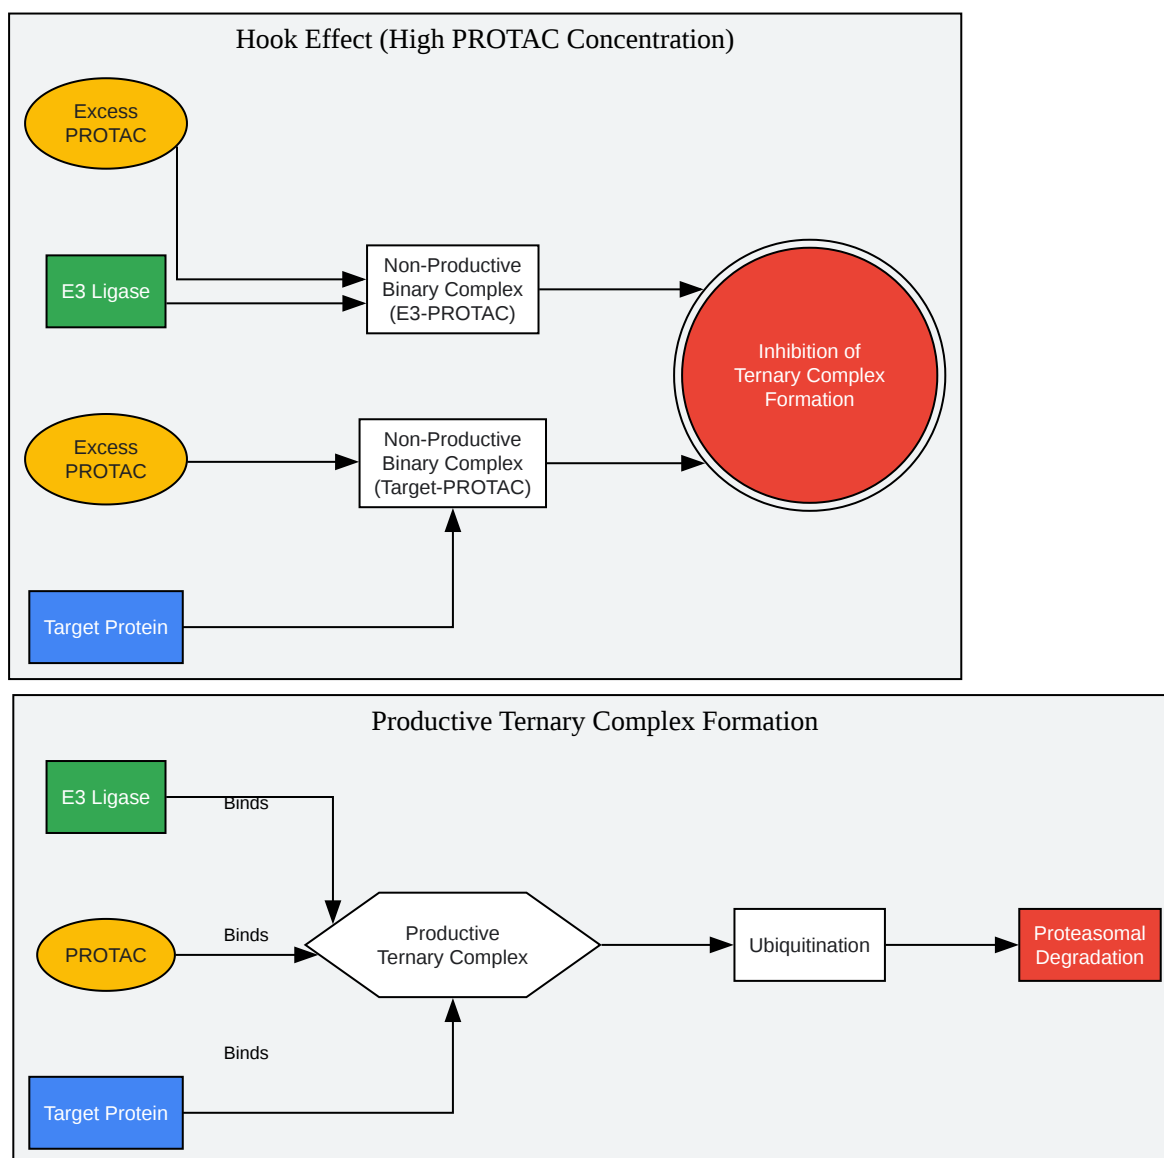 Hook Effect (High PROTAC Concentration)
Excess
PROTAC
E3 Ligase
Non-Productive
Binary Complex
(E3-PROTAC)
Inhibition of
Ternary Complex
Formation
Excess
PROTAC
Non-Productive
Binary Complex
(Target-PROTAC)
Target Protein
Productive Ternary Complex Formation
E3 Ligase
Binds
PROTAC
Binds
Productive
Ternary Complex
Ubiquitination
Proteasomal
Degradation
Binds
Target Protein